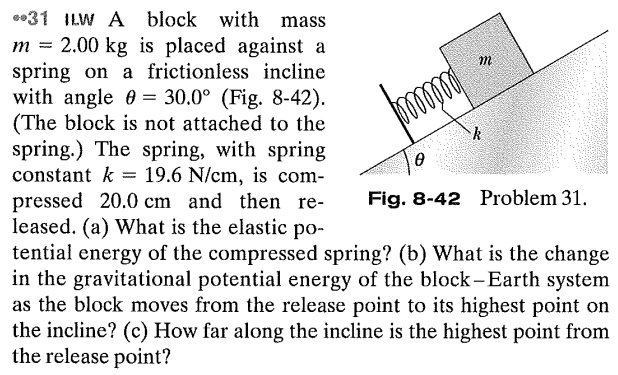 ••31 ILW A block with mass
m = 2.00 kg is placed against a
spring on a frictionless incline
with angle θ = 30.0° (Fig. 8-42).
(The block is not attached to the
spring.) The spring, with spring
constant k = 19.6 N/cm, is com-
pressed 20.0 cm and then re-
leased. (a) What is the elastic po-
tential energy of the compressed spring? (b) What is the change
in the gravitational potential energy of the block–Earth system
as the block moves from the release point to its highest point on
the incline? (c) How far along the incline is the highest point from
the release point?
m
k
θ
Fig. 8-42 Problem 31.